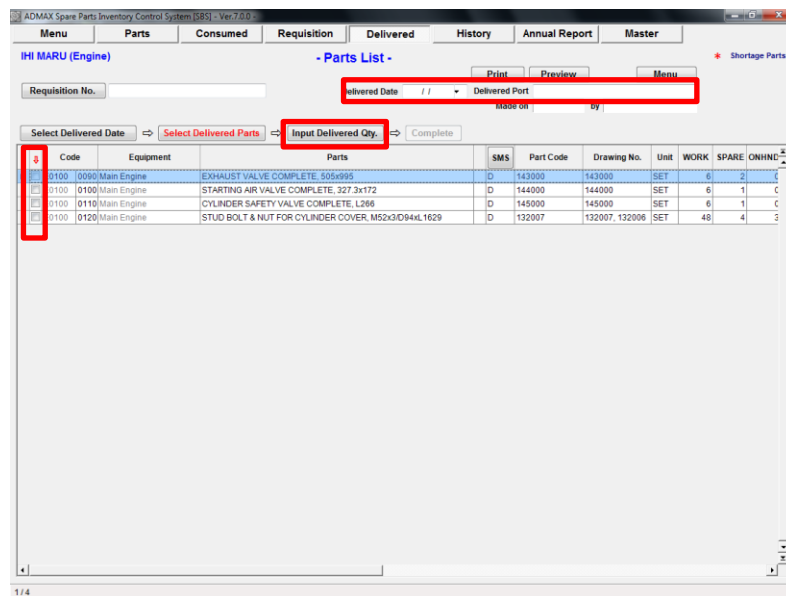 ADMAX Spare Parts Inventory Control System [SBS] - Ver.7.0.0 -
Menu Parts Consumed Requisition Delivered History Annual Report Master
IHI MARU (Engine) - Parts List - * Shortage Parts
Print Preview Menu
Requisition No. Delivered Date / / Delivered Port
Made on by
Select Delivered Date ⇒ Select Delivered Parts ⇒ Input Delivered Qty. ⇒ Complete
⇩ Code Equipment Parts SMS Part Code Drawing No. Unit WORK SPARE ONHND
0100 0090 Main Engine EXHAUST VALVE COMPLETE, 505x995 D 143000 143000 SET 6 2 0
0100 0100 Main Engine STARTING AIR VALVE COMPLETE, 327.3x172 D 144000 144000 SET 6 1 0
0100 0110 Main Engine CYLINDER SAFETY VALVE COMPLETE, L266 D 145000 145000 SET 6 1 0
0100 0120 Main Engine STUD BOLT & NUT FOR CYLINDER COVER, M52x3/D94xL1629 D 132007 132007, 132006 SET 48 4 3
1 / 4